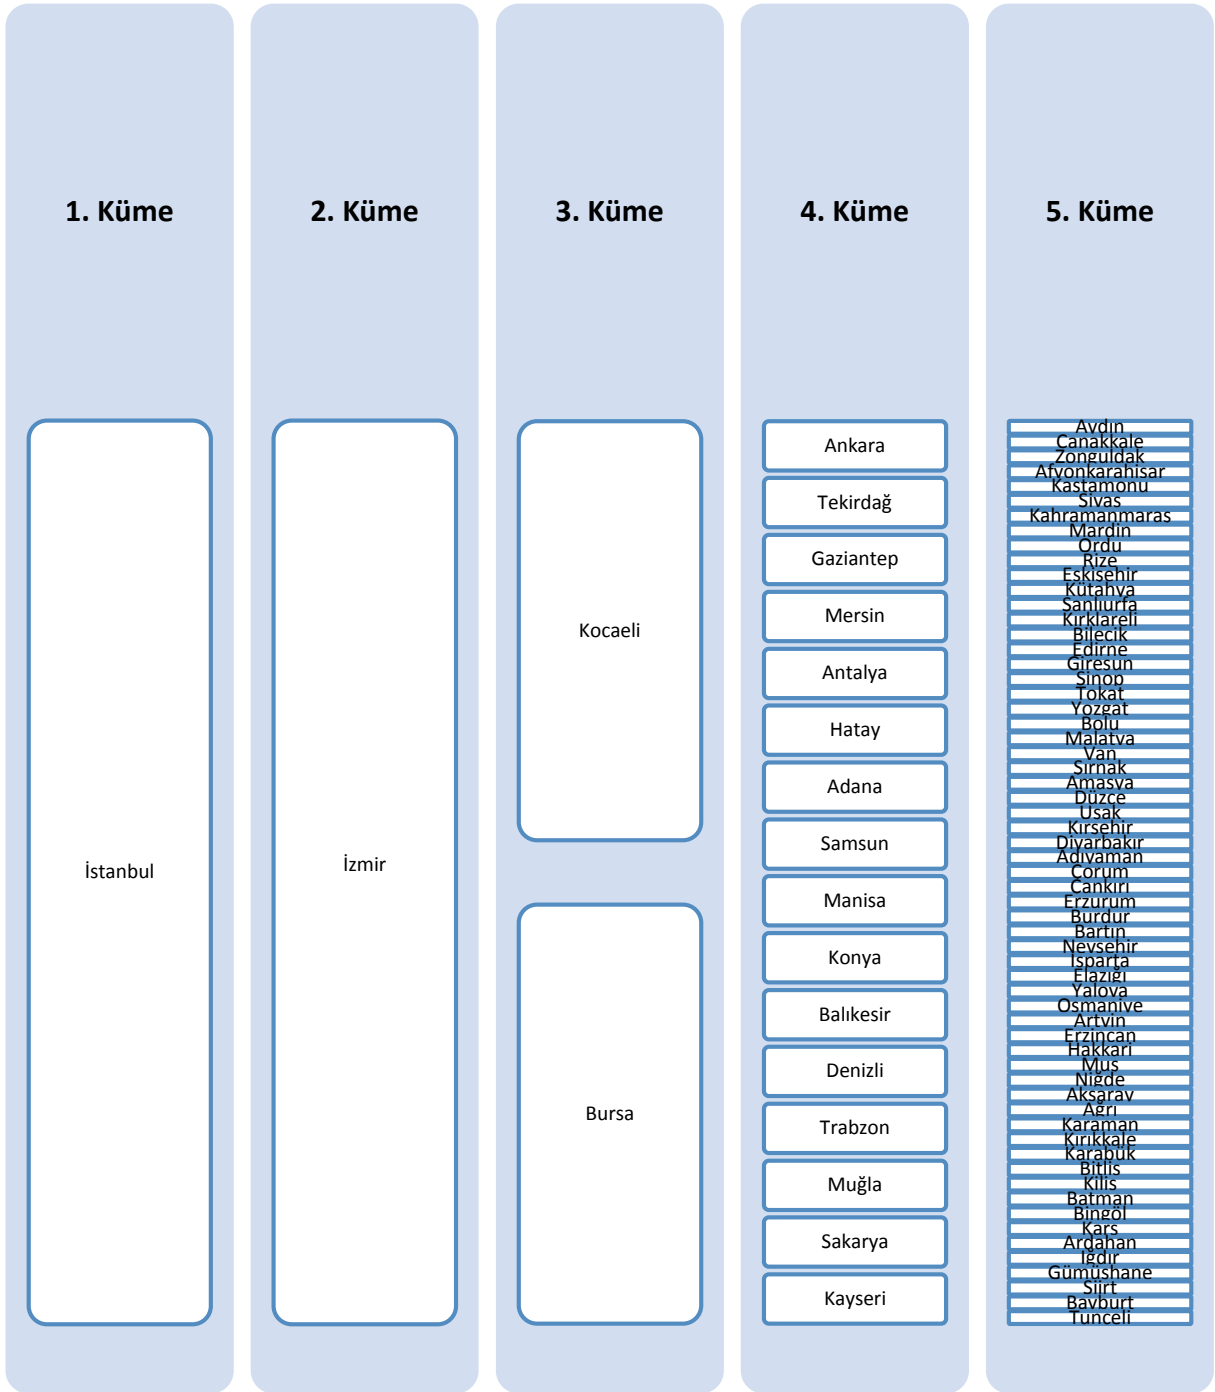 1. Küme
İstanbul
2. Küme
İzmir
3. Küme
Kocaeli
Bursa
4. Küme
Ankara
Tekirdağ
Gaziantep
Mersin
Antalya
Hatay
Adana
Samsun
Manisa
Konya
Balıkesir
Denizli
Trabzon
Muğla
Sakarya
Kayseri
5. Küme
Aydın
Çanakkale
Zonguldak
Afyonkarahisar
Kastamonu
Sivas
Kahramanmaraş
Mardin
Ordu
Rize
Eskişehir
Kütahya
Şanlıurfa
Kırklareli
Bilecik
Edirne
Giresun
Sinop
Tokat
Yozgat
Bolu
Malatya
Van
Şırnak
Amasya
Düzce
Uşak
Kırşehir
Diyarbakır
Adıyaman
Çorum
Çankırı
Erzurum
Burdur
Bartın
Nevşehir
Isparta
Elazığı
Yalova
Osmaniye
Artvin
Erzincan
Hakkari
Muş
Niğde
Aksaray
Ağrı
Karaman
Kırıkkale
Karabük
Bitlis
Kilis
Batman
Bingöl
Kars
Ardahan
Iğdır
Gümüşhane
Siirt
Bayburt
Tunceli